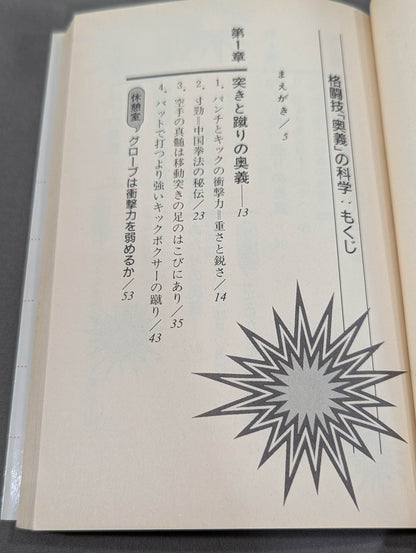 格闘技「奥義」の科学:もくじ
まえがき/5
第1章 突きと蹴りの奥義——13
1、パンチとキックの衝撃力=重さと鋭さ/14
2、寸勁=中国拳法の秘伝/23
3、空手の真髄は移動突きの足のはこびにあり/35
4、バットで打つより強いキックボクサーの蹴り/43
休憩室 グローブは衝撃力を弱めるか/53